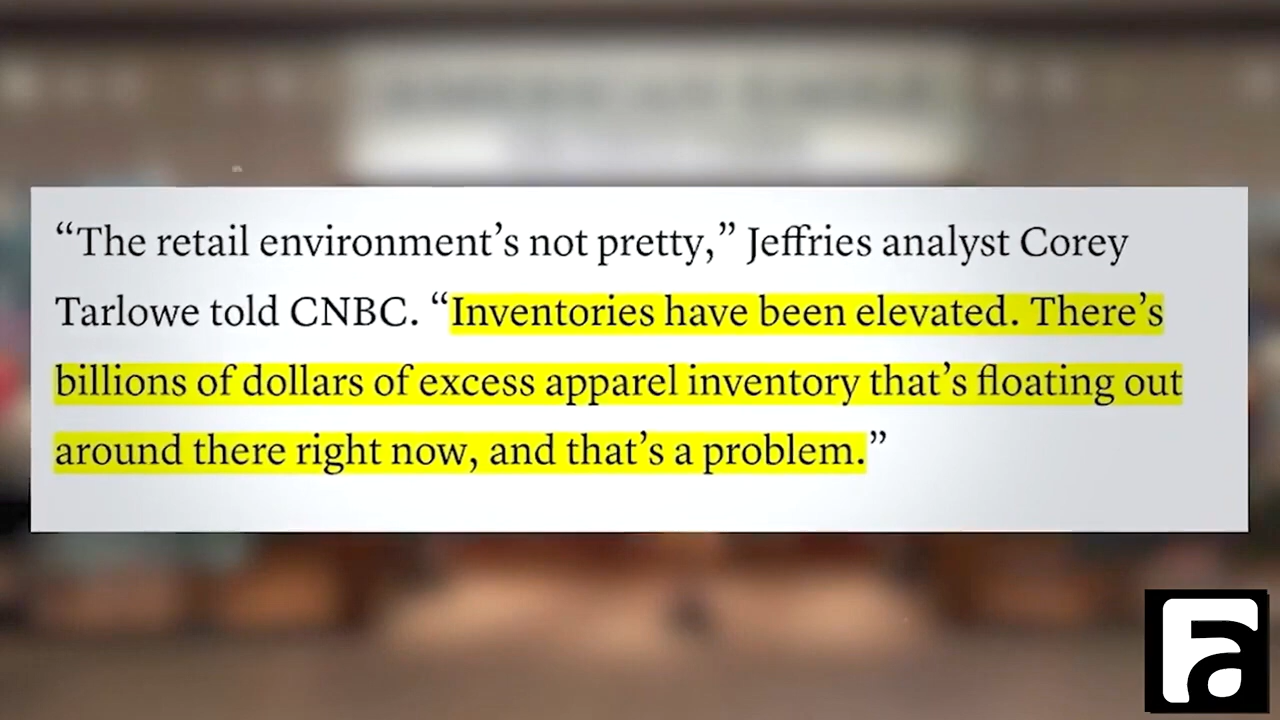 “The retail environment’s not pretty,” Jeffries analyst Corey
Tarlowe told CNBC. “Inventories have been elevated. There’s
billions of dollars of excess apparel inventory that’s floating out
around there right now, and that’s a problem.”
Fa